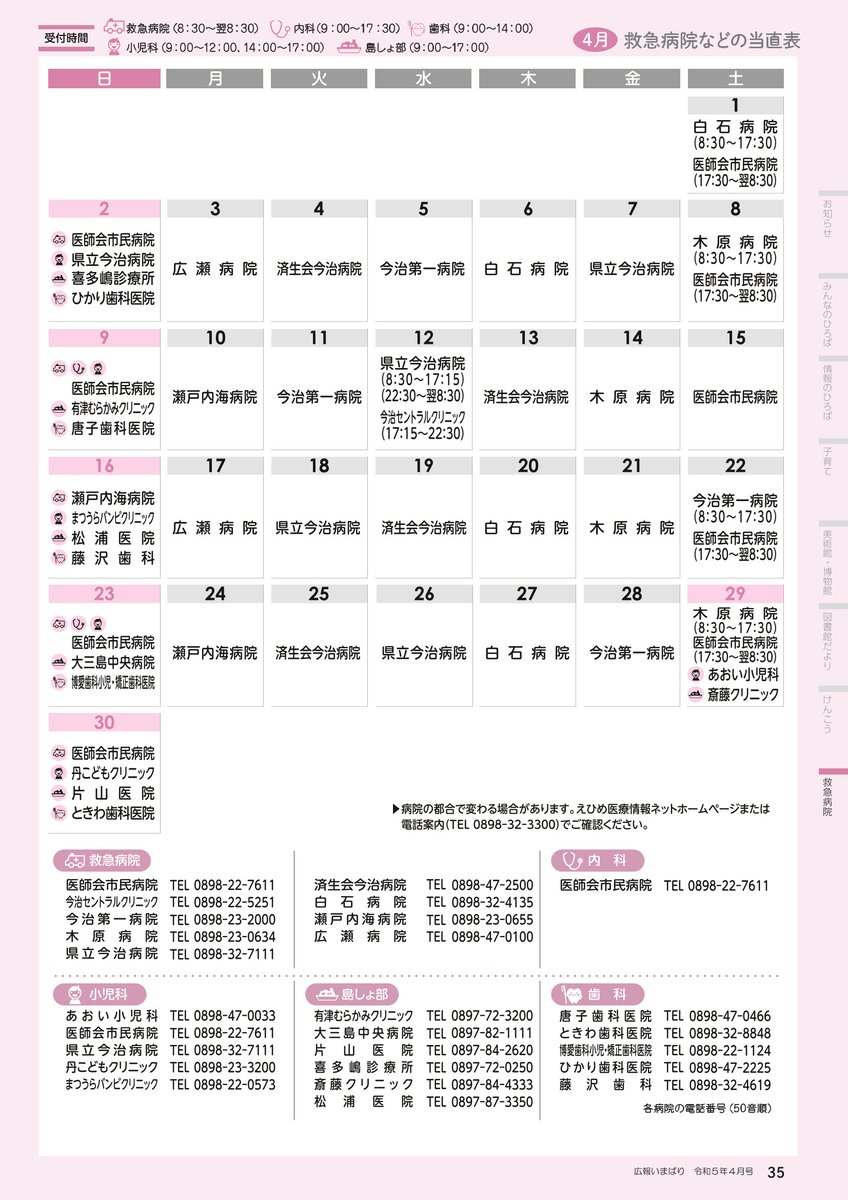 受付時間
救急病院（8：30〜翌8：30） 内科（9：00〜17：30） 歯科（9：00〜14：00）
小児科（9：00〜12：00、14：00〜17：00） 島しょ部（9：00〜17：00）
4月 救急病院などの当直表
日 月 火 水 木 金 土
1
白石病院
(8:30〜17:30)
医師会市民病院
(17:30〜翌8:30)
2
医師会市民病院
県立今治病院
喜多嶋診療所
ひかり歯科医院
3
広瀬病院
4
済生会今治病院
5
今治第一病院
6
白石病院
7
県立今治病院
8
木原病院
(8:30〜17:30)
医師会市民病院
(17:30〜翌8:30)
9
医師会市民病院
有津むらかみクリニック
唐子歯科医院
10
瀬戸内海病院
11
今治第一病院
12
県立今治病院
(8:30〜17:15)
(22:30〜翌8:30)
今治セントラルクリニック
(17:15〜22:30)
13
済生会今治病院
14
木原病院
15
医師会市民病院
16
瀬戸内海病院
まつうらバンビクリニック
松浦医院
藤沢歯科
17
広瀬病院
18
県立今治病院
19
済生会今治病院
20
白石病院
21
木原病院
22
今治第一病院
(8:30〜17:30)
医師会市民病院
(17:30〜翌8:30)
23
医師会市民病院
大三島中央病院
博愛歯科小児・矯正歯科医院
24
瀬戸内海病院
25
済生会今治病院
26
県立今治病院
27
白石病院
28
今治第一病院
29
木原病院
(8:30〜17:30)
医師会市民病院
(17:30〜翌8:30)
あおい小児科
斎藤クリニック
30
医師会市民病院
丹こどもクリニック
片山医院
ときわ歯科医院
▶病院の都合で変わる場合があります。えひめ医療情報ネットホームページまたは
電話案内（TEL 0898-32-3300）でご確認ください。
救急病院
医師会市民病院 TEL 0898-22-7611
今治セントラルクリニック TEL 0898-22-5251
今治第一病院 TEL 0898-23-2000
木原病院 TEL 0898-23-0634
県立今治病院 TEL 0898-32-7111
済生会今治病院 TEL 0898-47-2500
白石病院 TEL 0898-32-4135
瀬戸内海病院 TEL 0898-23-0655
広瀬病院 TEL 0898-47-0100
内科
医師会市民病院 TEL 0898-22-7611
小児科
あおい小児科 TEL 0898-47-0033
医師会市民病院 TEL 0898-22-7611
県立今治病院 TEL 0898-32-7111
丹こどもクリニック TEL 0898-23-3200
まつうらバンビクリニック TEL 0898-22-0573
島しょ部
有津むらかみクリニック TEL 0897-72-3200
大三島中央病院 TEL 0897-82-1111
片山医院 TEL 0897-84-2620
喜多嶋診療所 TEL 0897-72-0250
斎藤クリニック TEL 0897-84-4333
松浦医院 TEL 0897-87-3350
歯科
唐子歯科医院 TEL 0898-47-0466
ときわ歯科医院 TEL 0898-32-8848
博愛歯科小児・矯正歯科医院 TEL 0898-22-1124
ひかり歯科医院 TEL 0898-47-2225
藤沢歯科 TEL 0898-32-4619
各病院の電話番号（50音順）
お知らせ
みんなのひろば
情報のひろば
子育て
美術館・博物館
図書館だより
けんこう
救急病院
広報いまばり 令和5年4月号 35